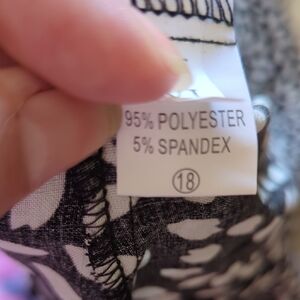 95% POLYESTER
5% SPANDEX
18